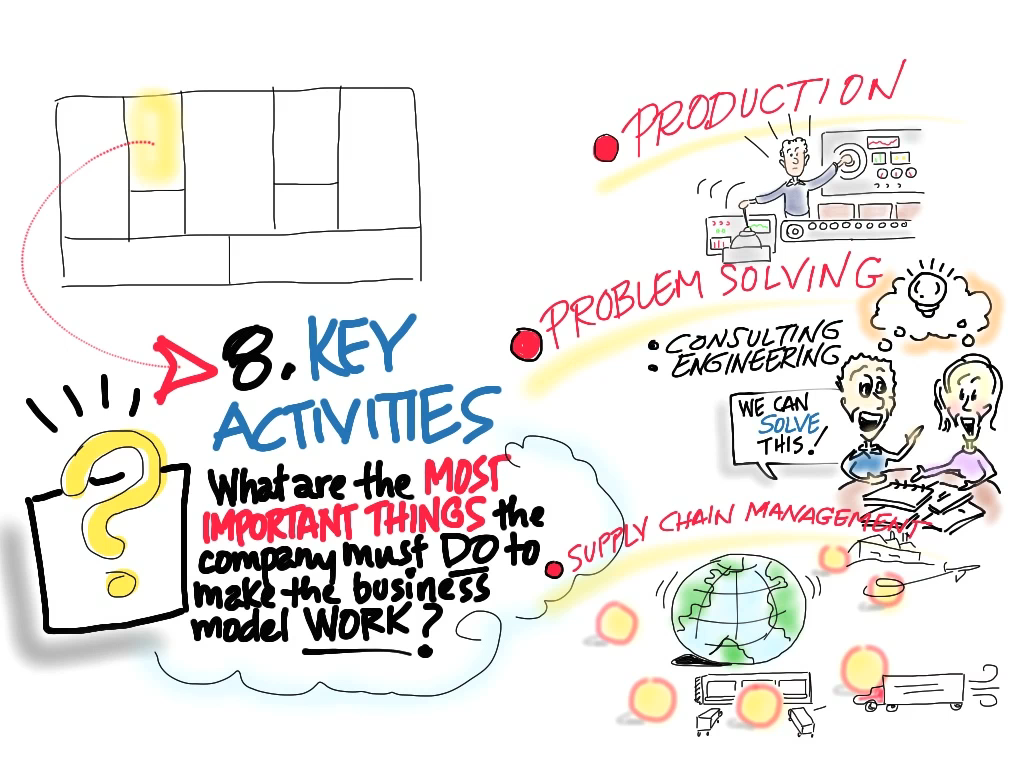 8. KEY
ACTIVITIES
What are the MOST
IMPORTANT THINGS the
company must DO to
make the business
model WORK?
PRODUCTION
PROBLEM SOLVING
CONSULTING
ENGINEERING
WE CAN
SOLVE
THIS!
SUPPLY CHAIN MANAGEMENT